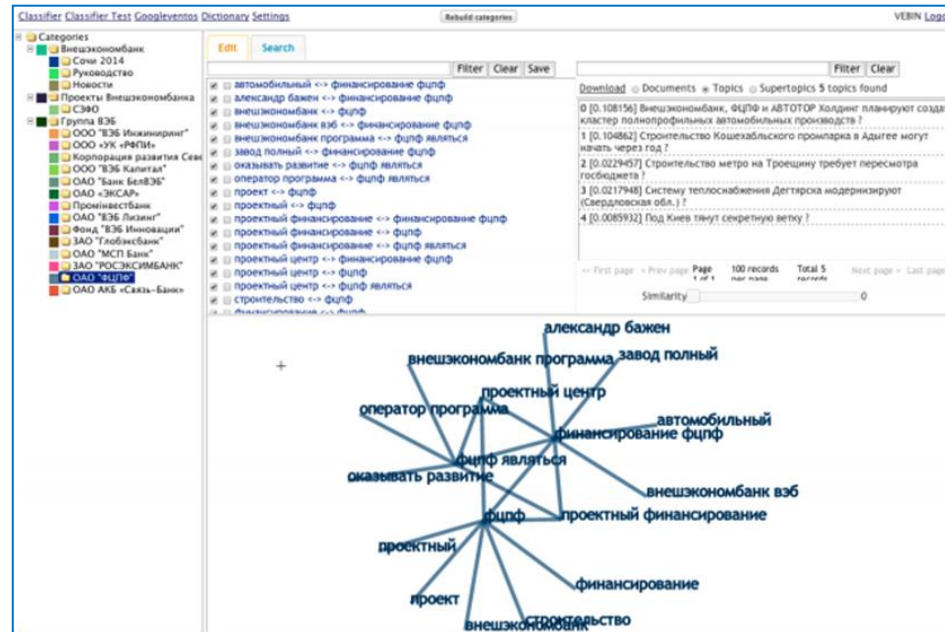 Classifier Classifier Test Googleventos Dictionary Settings
Rebuild categories
VEBIN
Categories
Внешэкономбанк
Сочи 2014
Руководство
Новости
Проекты Внешэкономбанка
СЗФО
Группа ВЭБ
ООО "ВЭБ Инжиниринг"
ООО «УК «РФПИ»
Корпорация развития
ООО "ВЭБ Капитал"
ОАО "Банк БелВЭБ"
ОАО «ЭКСАР»
Промінвестбанк
ОАО "ВЭБ Лизинг"
Фонд "ВЭБ Инновации"
ЗАО "Глобэксбанк"
ОАО "МСП Банк"
ЗАО "РОСЭКСИМБАНК"
ОАО "ФЦПФ"
ОАО АКБ «Связь-Банк»
Edit Search
Filter Clear Save
автомобильный <-> финансирование фцпф
александр бажен <-> финансирование фцпф
внешэкономбанк <-> фцпф
внешэкономбанк вэб <-> финансирование фцпф
внешэкономбанк программа <-> фцпф являться
завод полный <-> финансирование фцпф
оказывать развитие <-> фцпф являться
оператор программа <-> фцпф являться
проект <-> фцпф
проектный <-> фцпф
проектный финансирование <-> финансирование фцпф
проектный финансирование <-> фцпф
проектный финансирование <-> фцпф являться
проектный центр <-> финансирование фцпф
проектный центр <-> фцпф
проектный центр <-> фцпф являться
строительство <-> фцпф
финансирование <-> фцпф
Filter Clear
Download Documents Topics Supertopics 5 topics found
0 [0.108156] Внешэкономбанк, ФЦПФ и АВТОТОР Холдинг планируют
кластер полнопрофильных автомобильных производств ?
1 [0.104862] Строительство Кошехабльского промпарка в Адыгее могут
начать через год ?
2 [0.0229457] Строительство метро на Троещину требует пересмотра
госбюджета ?
3 [0.0217948] Систему теплоснабжения Дегтярска модернизируют
(Свердловская обл.) ?
4 [0.0085932] Под Киев тянут секретную ветку ?
<< First page < Prev page Page 100 records Total 5 Next page > Last page
1 of 1 per page records
Similarity 0
александр бажен
внешэкономбанк программа
завод полный
проектный центр
оператор программа
автомобильный
финансирование фцпф
фцпф являться
оказывать развитие
внешэкономбанк вэб
фцпф
проектный финансирование
проектный
финансирование
проект
строительство
внешэкономбанк